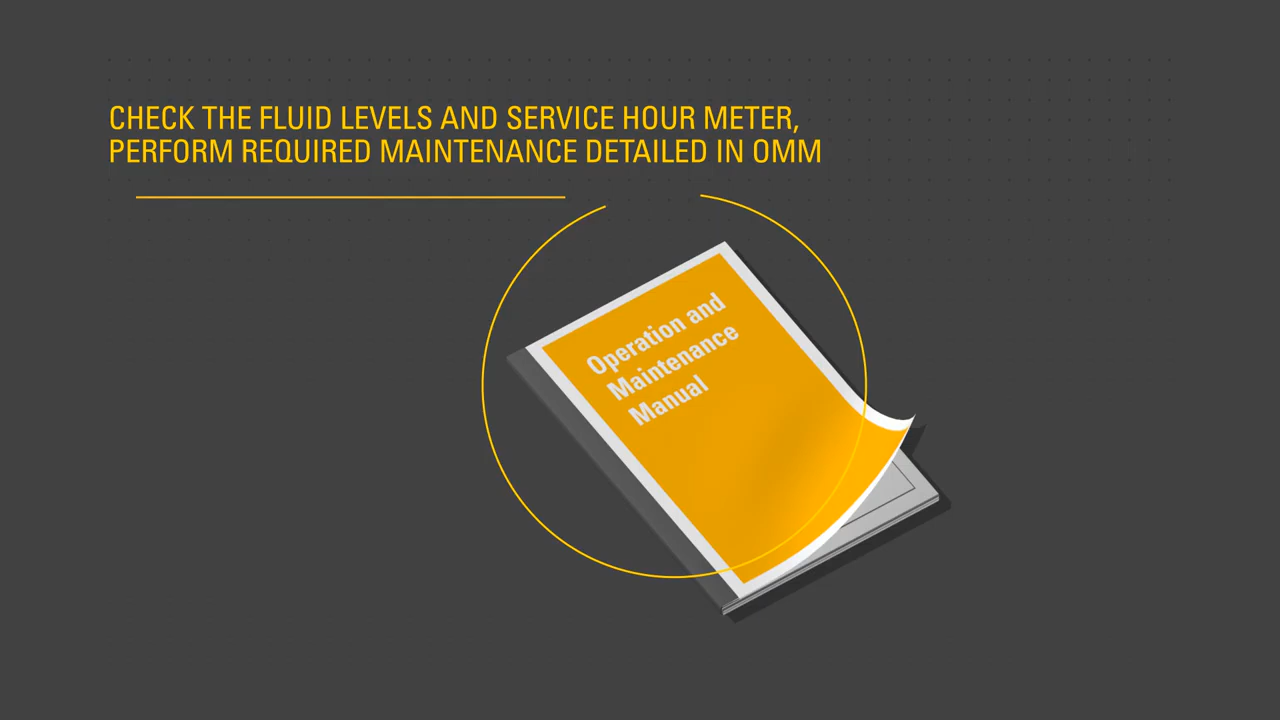 CHECK THE FLUID LEVELS AND SERVICE HOUR METER,
PERFORM REQUIRED MAINTENANCE DETAILED IN OMM
Operation and
Maintenance
Manual